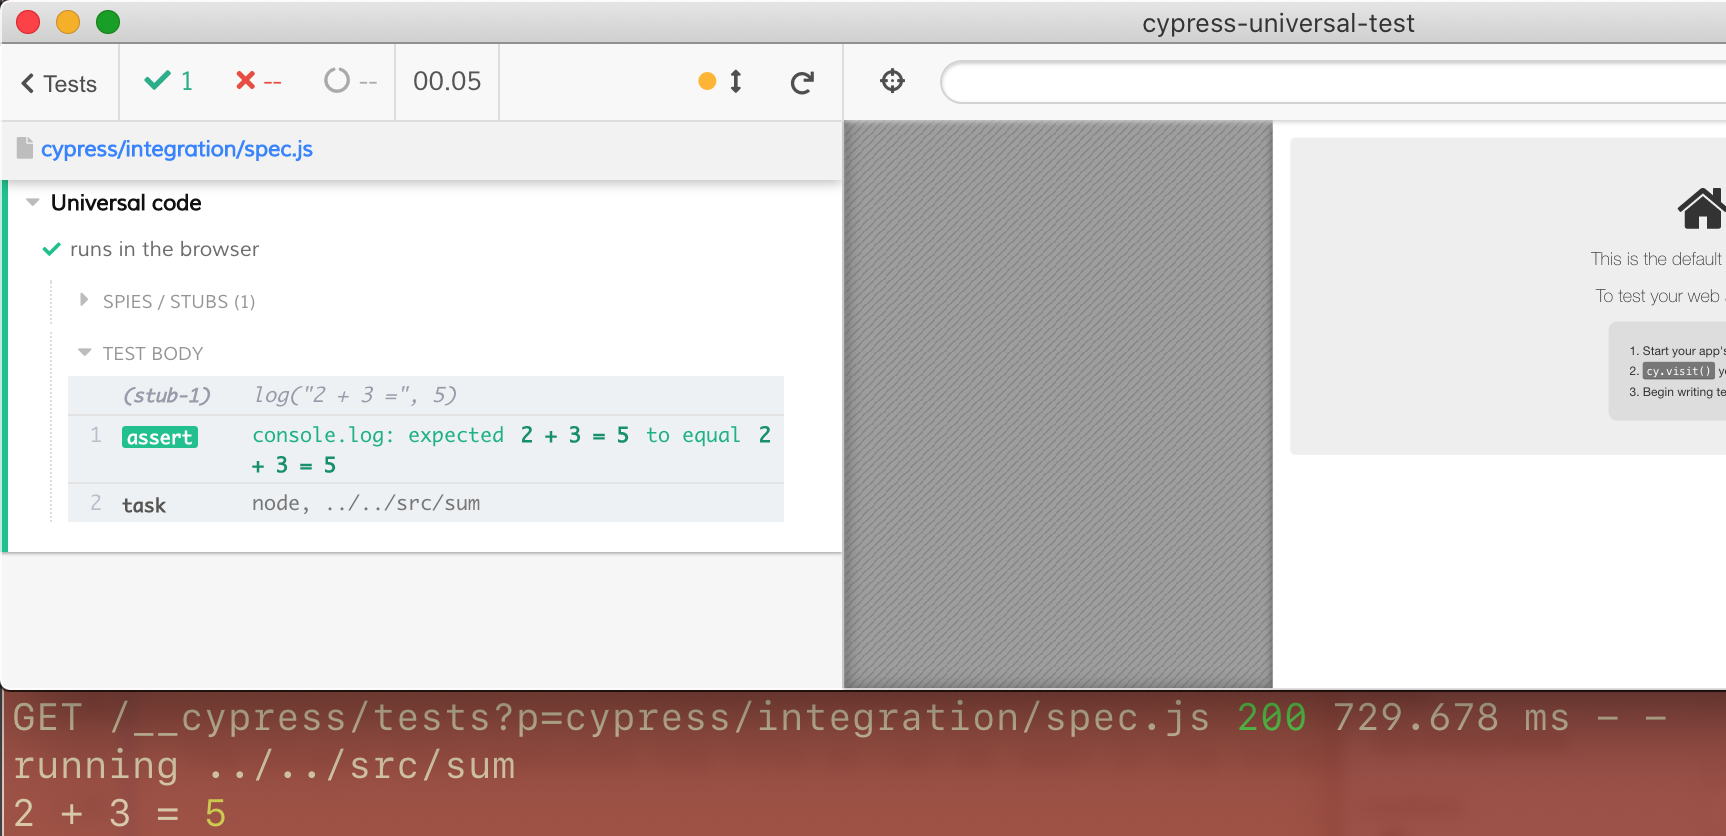 cypress-universal-test
Tests
1
--
--
00.05
cypress/integration/spec.js
Universal code
runs in the browser
SPIES / STUBS (1)
TEST BODY
(stub-1) log("2 + 3 =", 5)
1 assert console.log: expected 2 + 3 = 5 to equal 2
+ 3 = 5
2 task node, ../../src/sum
This is the default
To test your web
1. Start your app's
2. cy.visit()
3. Begin writing
GET /__cypress/tests?p=cypress/integration/spec.js 200 729.678 ms - -
running ../../src/sum
2 + 3 = 5